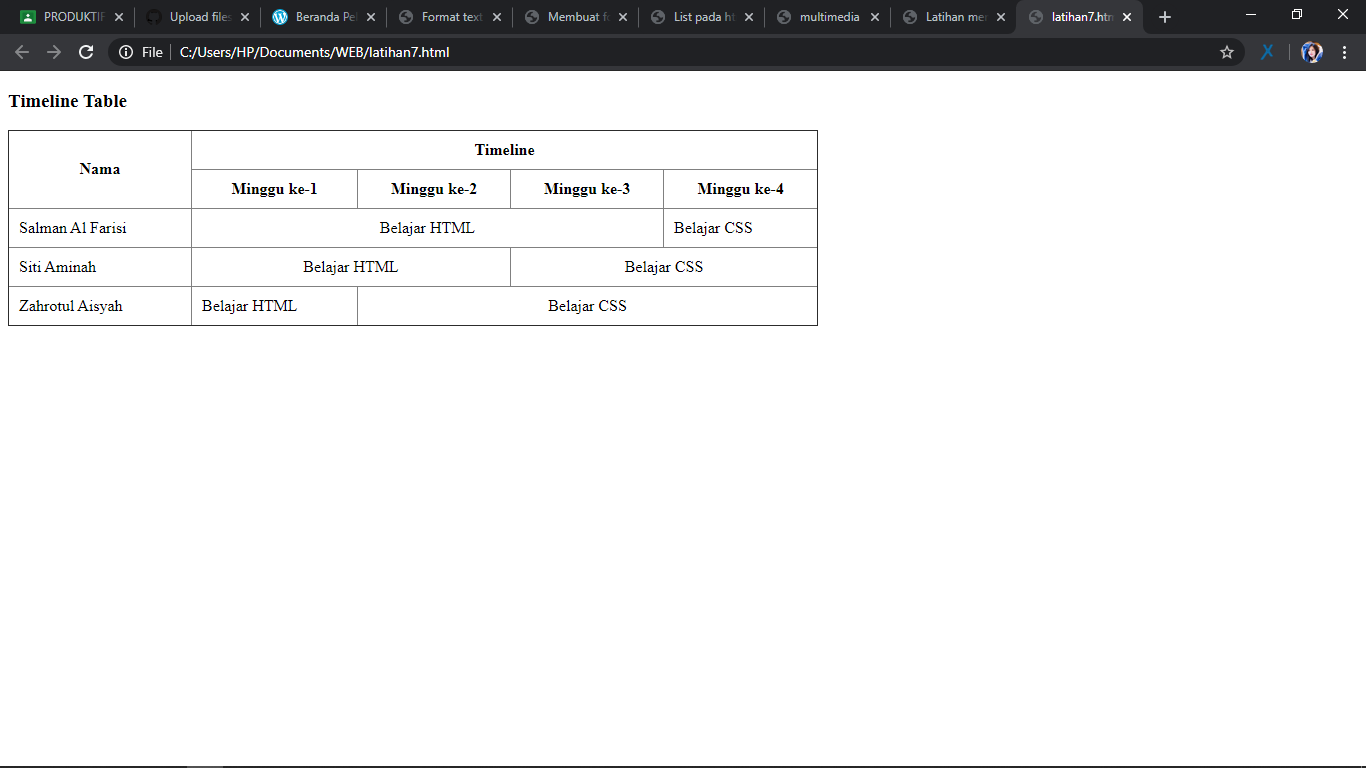 PRODUKTIF
Upload files
Beranda Pe
Format text
Membuat fo
List pada ht
multimedia
Latihan me
latihan7.htm
File
C:/Users/HP/Documents/WEB/latihan7.html
Timeline Table
Nama
Timeline
Minggu ke-1 Minggu ke-2 Minggu ke-3 Minggu ke-4
Salman Al Farisi Belajar HTML Belajar CSS
Siti Aminah Belajar HTML Belajar CSS
Zahrotul Aisyah Belajar HTML Belajar CSS